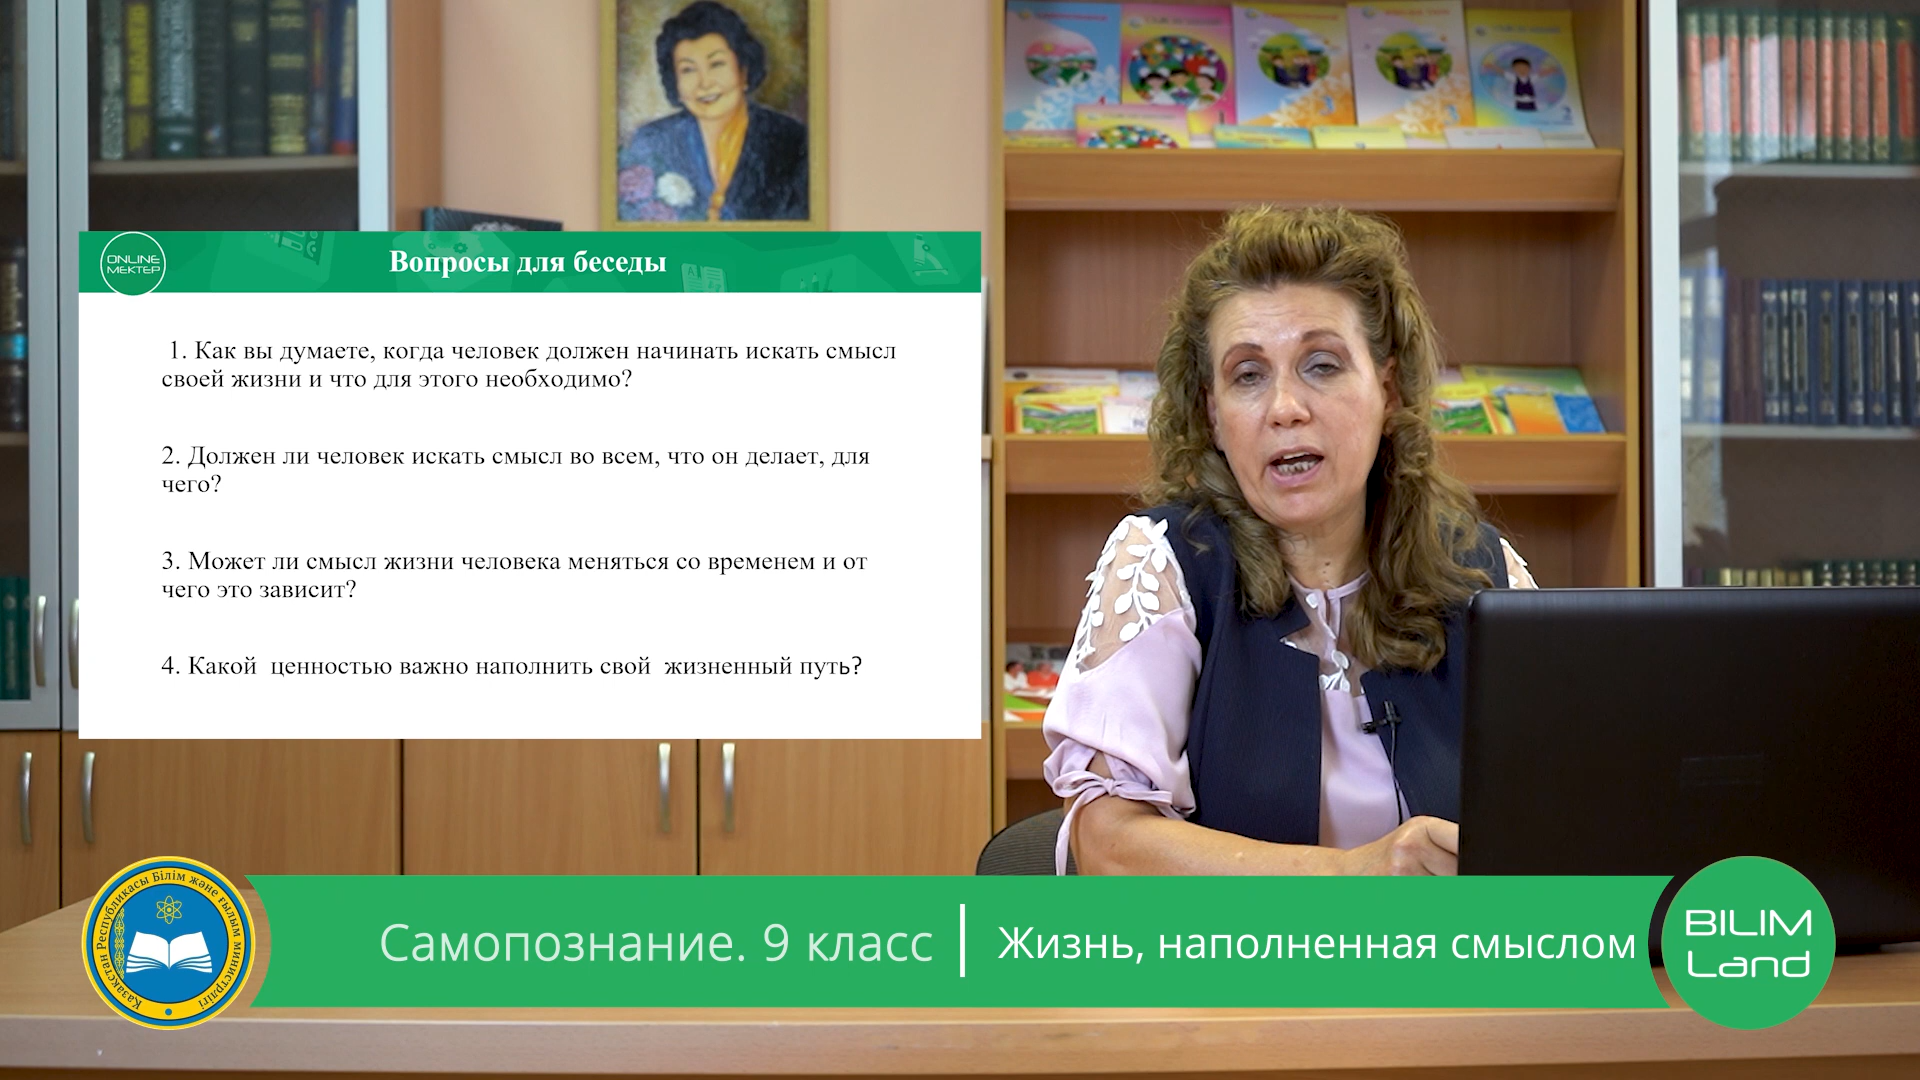 ONLINE
МЕКТЕР
Вопросы для беседы
1. Как вы думаете, когда человек должен начинать искать смысл
своей жизни и что для этого необходимо?
2. Должен ли человек искать смысл во всем, что он делает, для
чего?
3. Может ли смысл жизни человека меняться со временем и от
чего это зависит?
4. Какой  ценностью важно наполнить свой  жизненный путь?
Қазақстан Республикасы Білім және ғылым министрлігі
Самопознание. 9 класс
Жизнь, наполненная смыслом
BILIM
Land